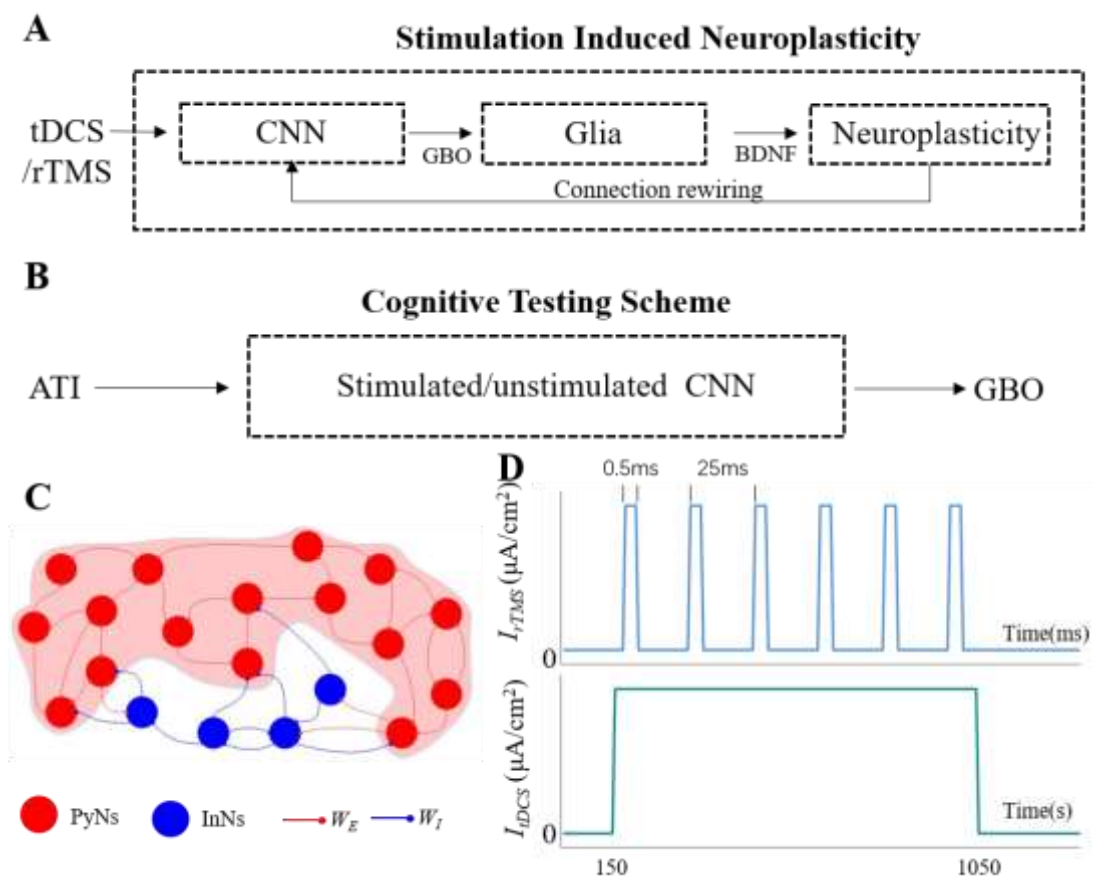 A
Stimulation Induced Neuroplasticity
tDCS
/rTMS
CNN
GBO
Glia
BDNF
Neuroplasticity
Connection rewiring
B
Cognitive Testing Scheme
ATI
Stimulated/unstimulated CNN
GBO
C
PyNs
InNs
W_E
W_I
D
0.5ms
25ms
I_rTMS (μA/cm²)
0
Time(ms)
I_tDCS (μA/cm²)
0
Time(s)
150
1050